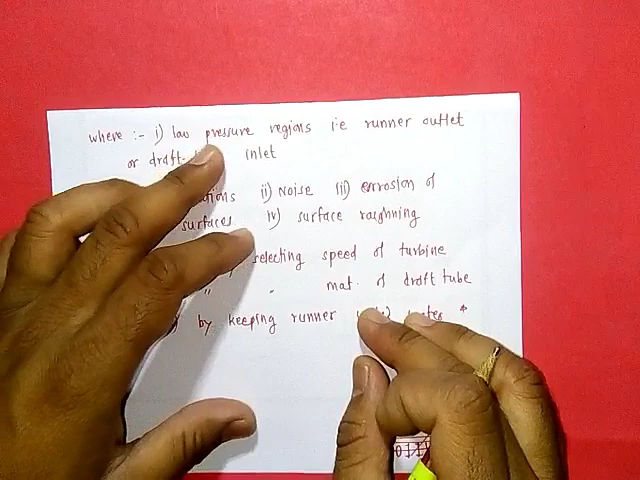 where :- i) low pressure regions i.e runner outlet
or draft- inlet
ii) Noise iii) errosion of
surfaces iv) surface roughning
selecting speed of turbine
" " mat. of draft tube
by keeping runner